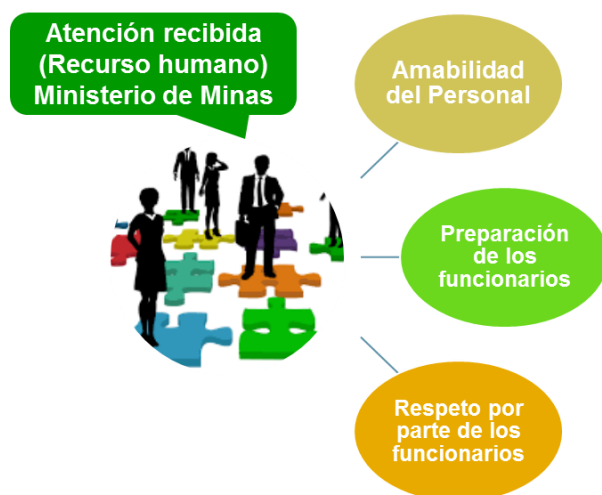 Atención recibida
(Recurso humano)
Ministerio de Minas
Amabilidad
del Personal
Preparación
de los
funcionarios
Respeto por
parte de los
funcionarios